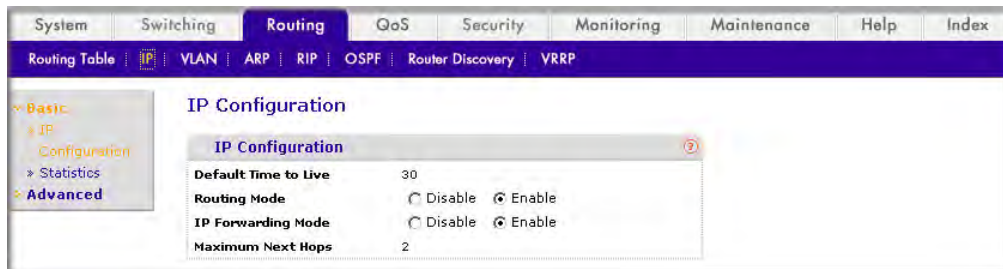 System Switching Routing QoS Security Monitoring Maintenance Help Index
Routing Table IP VLAN ARP RIP OSPF Router Discovery VRRP
Basic
» IP
Configuration
» Statistics
Advanced
IP Configuration
IP Configuration ?
Default Time to Live 30
Routing Mode Disable Enable
IP Forwarding Mode Disable Enable
Maximum Next Hops 2